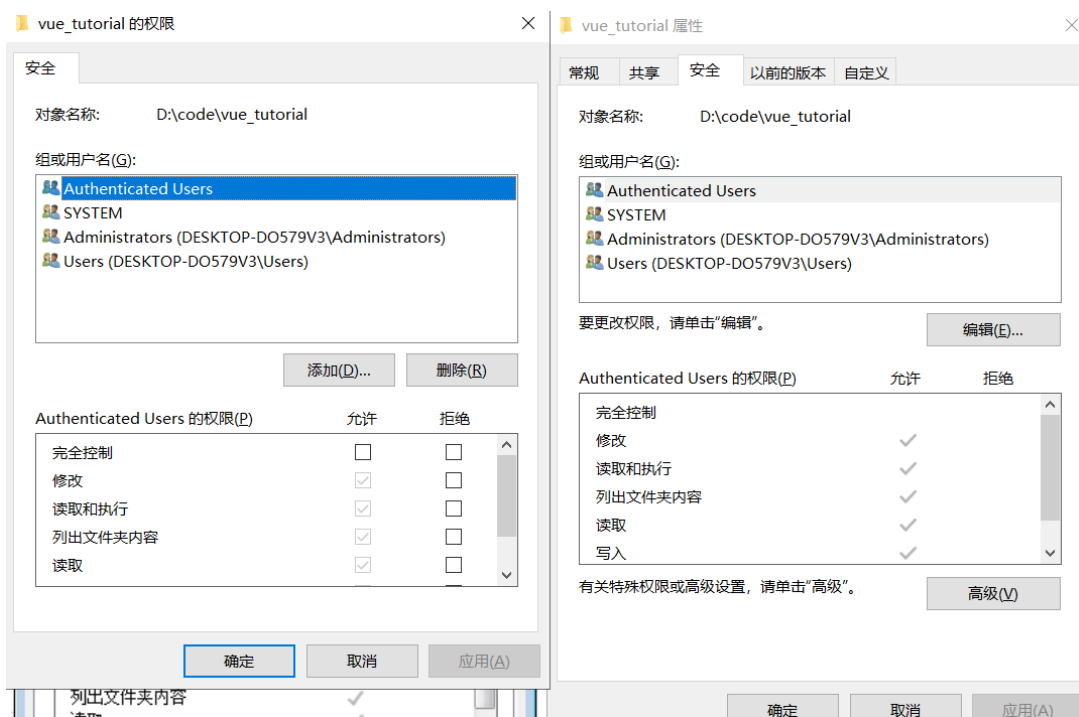 vue_tutorial 的权限
安全
对象名称: D:\code\vue_tutorial
组或用户名(G):
Authenticated Users
SYSTEM
Administrators (DESKTOP-DO579V3\Administrators)
Users (DESKTOP-DO579V3\Users)
添加(D)...
删除(R)
Authenticated Users 的权限(P) 允许 拒绝
完全控制
修改
读取和执行
列出文件夹内容
读取
确定
取消
应用(A)
列出文件夹内容
vue_tutorial 属性
常规 共享 安全 以前的版本 自定义
对象名称: D:\code\vue_tutorial
组或用户名(G):
Authenticated Users
SYSTEM
Administrators (DESKTOP-DO579V3\Administrators)
Users (DESKTOP-DO579V3\Users)
要更改权限，请单击“编辑”。
编辑(E)...
Authenticated Users 的权限(P) 允许 拒绝
完全控制
修改
读取和执行
列出文件夹内容
读取
写入
有关特殊权限或高级设置，请单击“高级”。
高级(V)
确定
取消
应用(A)